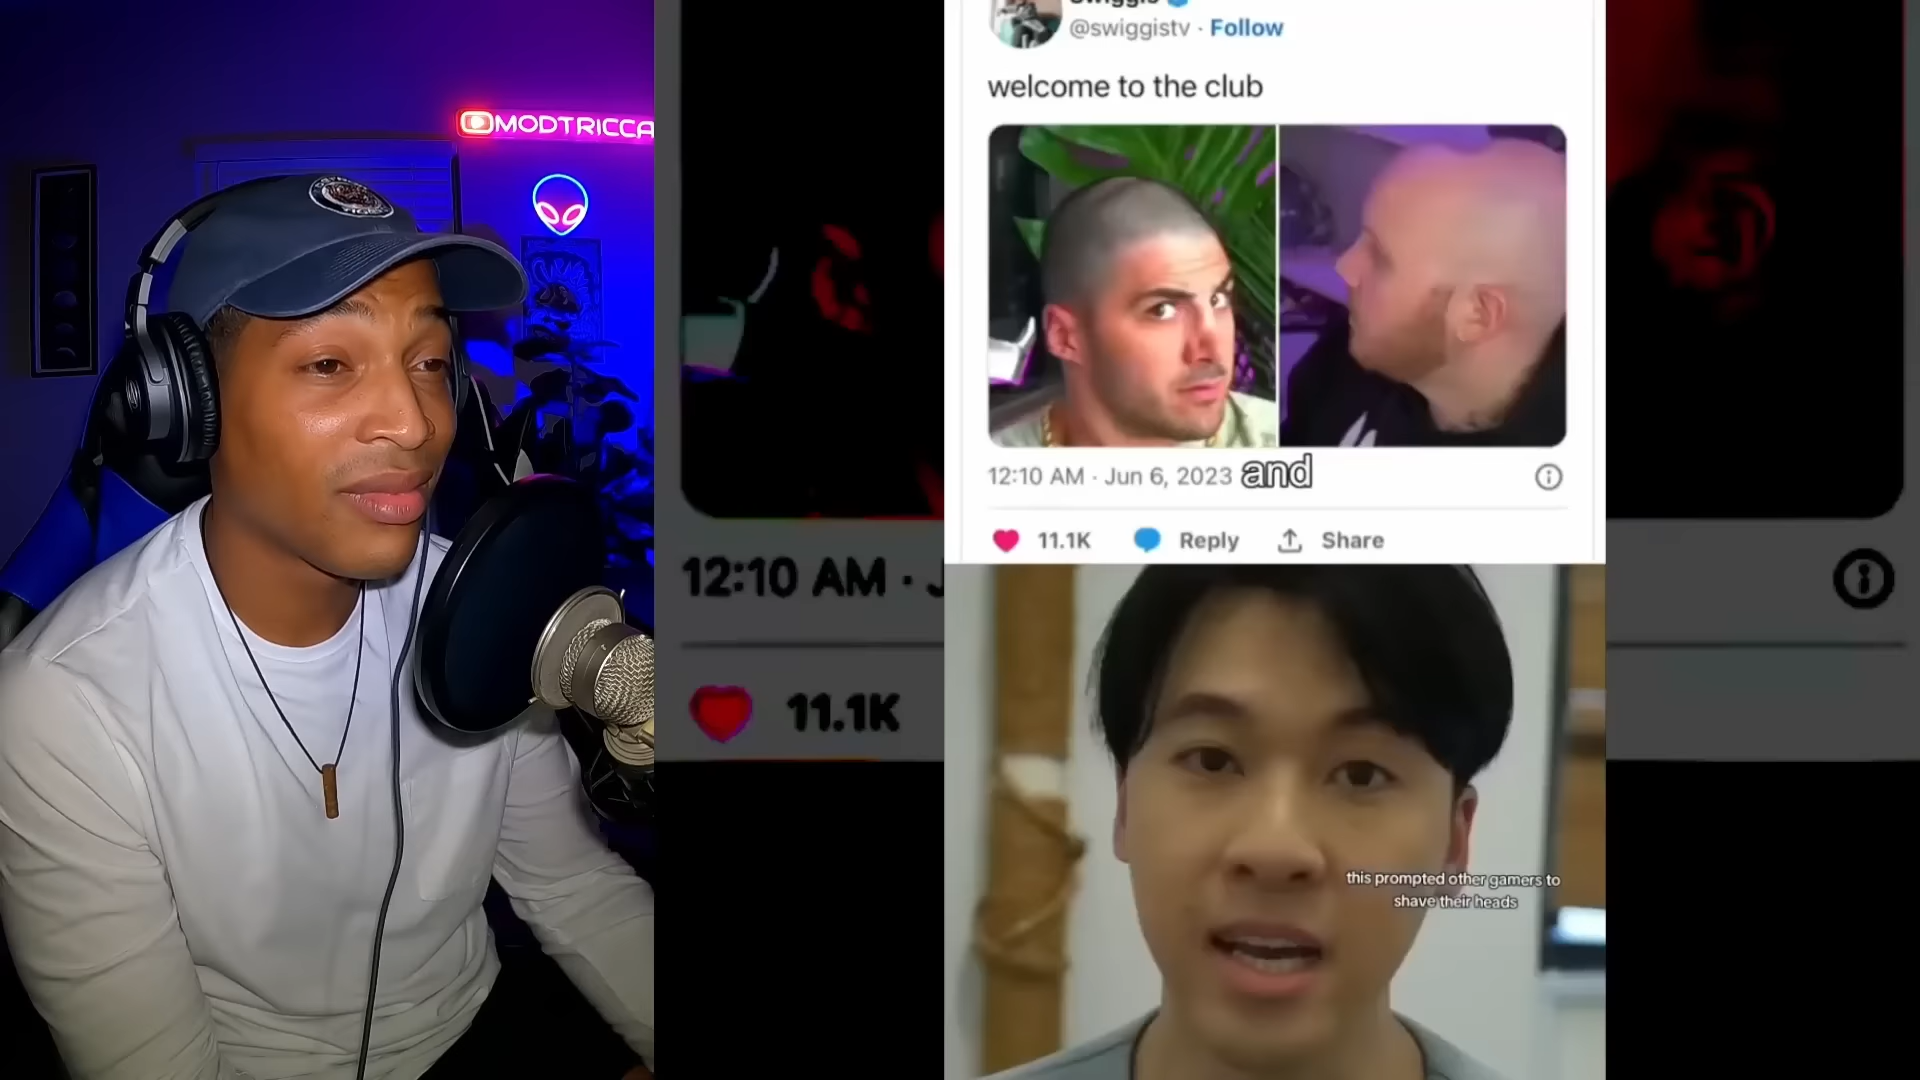 MODTRICCA
@swiggistv · Follow
welcome to the club
12:10 AM · Jun 6, 2023
and
11.1K Reply Share
12:10 AM ·
11.1K
this prompted other gamers to
shave their heads